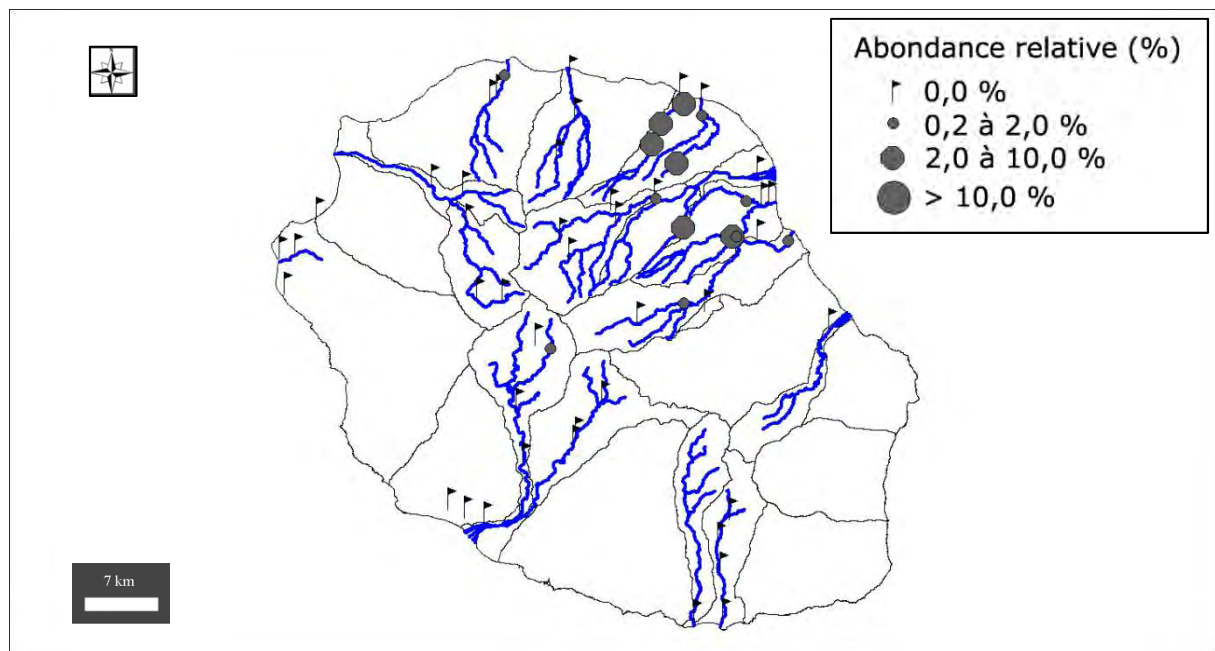 Abondance relative (%)
0,0 %
0,2 à 2,0 %
2,0 à 10,0 %
> 10,0 %
7 km